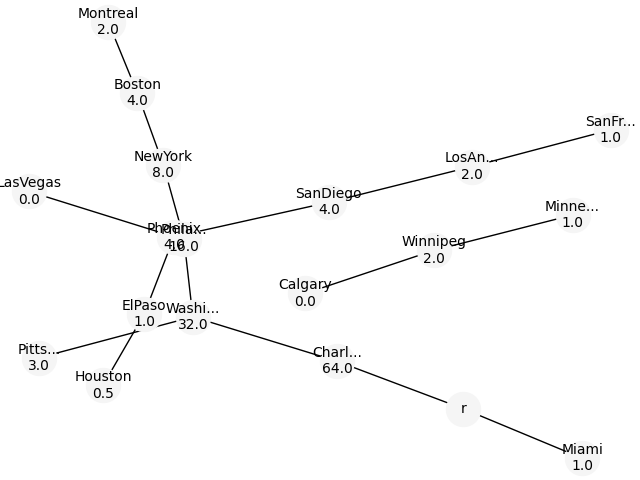 Montreal
2.0
Boston
4.0
NewYork
8.0
SanFr...
1.0
LosAn...
2.0
LasVegas
0.0
SanDiego
4.0
Minne...
1.0
Phoenix
4.0
Phila...
16.0
Winnipeg
2.0
Calgary
0.0
ElPaso
1.0
Washi...
32.0
Pitts...
3.0
Charl...
64.0
Houston
0.5
r
Miami
1.0